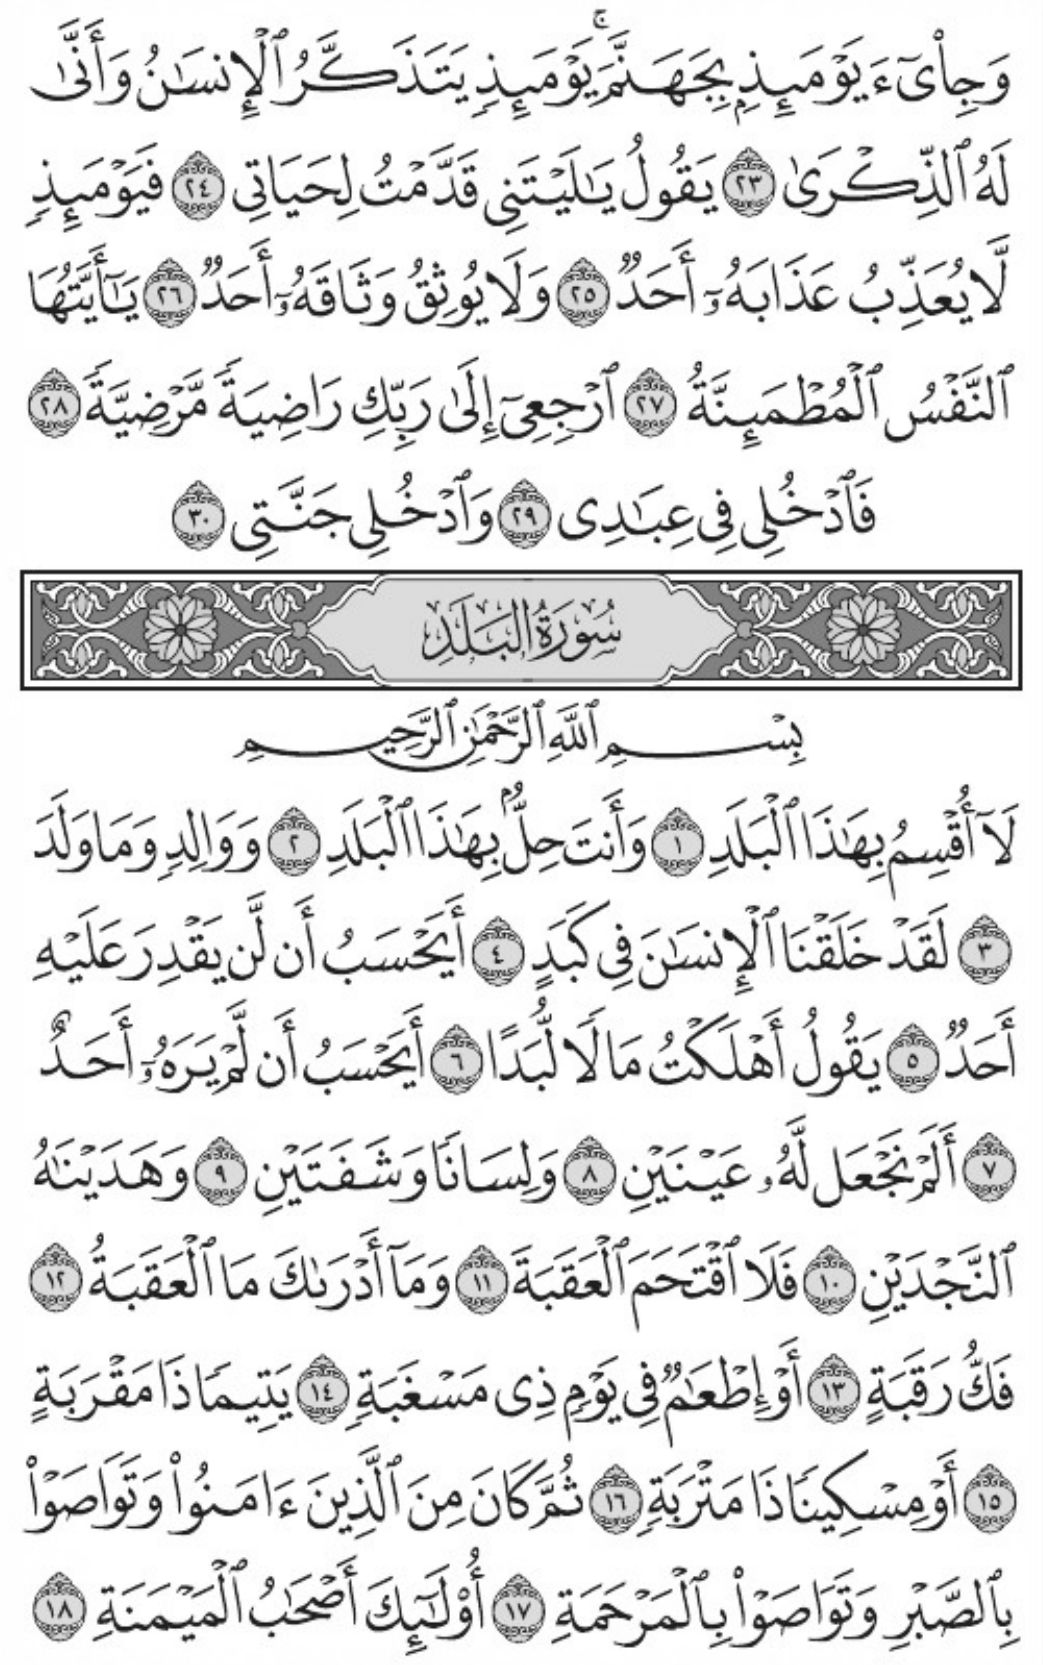 وَجِا۟ىٓءَ يَوْمَئِذِۭ بِجَهَنَّمَ ۚ يَوْمَئِذٍ يَتَذَكَّرُ ٱلْإِنسَٰنُ وَأَنَّىٰ
لَهُ ٱلذِّكْرَىٰ ٢٣ يَقُولُ يَٰلَيْتَنِى قَدَّمْتُ لِحَيَاتِى ٢٤ فَيَوْمَئِذٍ
لَّا يُعَذِّبُ عَذَابَهُۥٓ أَحَدٌ ٢٥ وَلَا يُوثِقُ وَثَاقَهُۥٓ أَحَدٌ ٢٦ يَٰٓأَيَّتُهَا
ٱلنَّفْسُ ٱلْمُطْمَئِنَّةُ ٢٧ ٱرْجِعِىٓ إِلَىٰ رَبِّكِ رَاضِيَةً مَّرْضِيَّةً ٢٨
فَٱدْخُلِى فِى عِبَٰدِى ٢٩ وَٱدْخُلِى جَنَّتِى ٣٠
سُورَةُ البَلَدِ
بِسْمِ ٱللَّهِ ٱلرَّحْمَٰنِ ٱلرَّحِيمِ
لَآ أُقْسِمُ بِهَٰذَا ٱلْبَلَدِ ١ وَأَنتَ حِلٌّۢ بِهَٰذَا ٱلْبَلَدِ ٢ وَوَالِدٍ وَمَا وَلَدَ
٣ لَقَدْ خَلَقْنَا ٱلْإِنسَٰنَ فِى كَبَدٍ ٤ أَيَحْسَبُ أَن لَّن يَقْدِرَ عَلَيْهِ
أَحَدٌ ٥ يَقُولُ أَهْلَكْتُ مَالًا لُّبَدًا ٦ أَيَحْسَبُ أَن لَّمْ يَرَهُۥٓ أَحَدٌ
٧ أَلَمْ نَجْعَل لَّهُۥ عَيْنَيْنِ ٨ وَلِسَانًا وَشَفَتَيْنِ ٩ وَهَدَيْنَٰهُ
ٱلنَّجْدَيْنِ ١٠ فَلَا ٱقْتَحَمَ ٱلْعَقَبَةَ ١١ وَمَآ أَدْرَىٰكَ مَا ٱلْعَقَبَةُ ١٢
فَكُّ رَقَبَةٍ ١٣ أَوْ إِطْعَٰمٌ فِى يَوْمٍ ذِى مَسْغَبَةٍ ١٤ يَتِيمًا ذَا مَقْرَبَةٍ
١٥ أَوْ مِسْكِينًا ذَا مَتْرَبَةٍ ١٦ ثُمَّ كَانَ مِنَ ٱلَّذِينَ ءَامَنُوا۟ وَتَوَاصَوْا۟
بِٱلصَّبْرِ وَتَوَاصَوْا۟ بِٱلْمَرْحَمَةِ ١٧ أُو۟لَٰٓئِكَ أَصْحَٰبُ ٱلْمَيْمَنَةِ ١٨